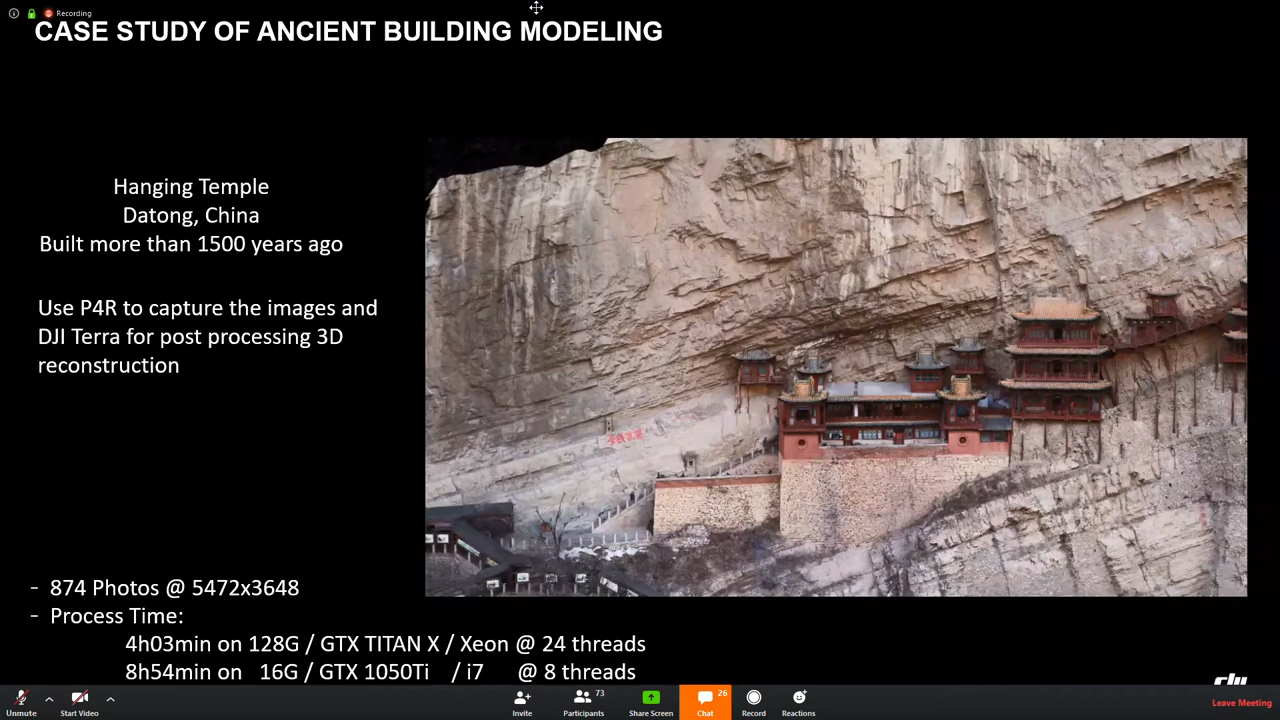 Recording
CASE STUDY OF ANCIENT BUILDING MODELING
Hanging Temple
Datong, China
Built more than 1500 years ago
Use P4R to capture the images and
DJI Terra for post processing 3D
reconstruction
- 874 Photos @ 5472x3648
- Process Time:
4h03min on 128G / GTX TITAN X / Xeon @ 24 threads
8h54min on 16G / GTX 1050Ti / i7 @ 8 threads
Unmute
Start Video
Invite
Participants 73
Share Screen
Chat 26
Record
Reactions
Leave Meeting